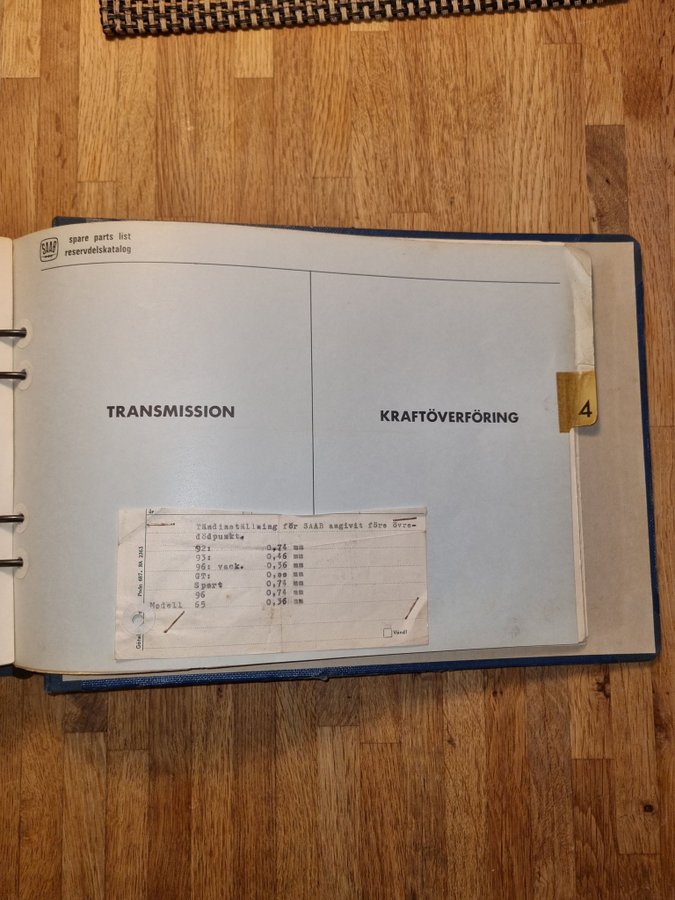 SAAB
spare parts list
reservdelskatalog
TRANSMISSION
KRAFTÖVERFÖRING
4
Tändinställning för SAAB angivit före övre-
dödpunkt.
92: 0,74 mm
93: 0,46 mm
96: vack. 0,36 mm
GT: mm
Sport 0,74 mm
96 0,74 mm
Modell 65 0,36 mm
Vänd!